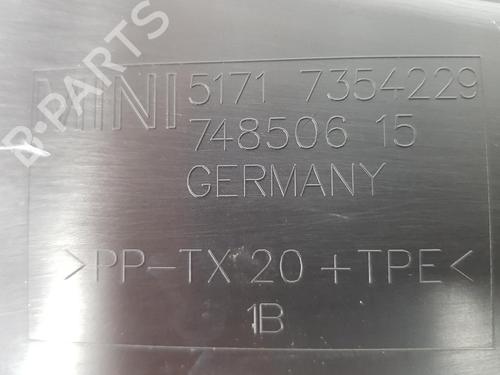 B-PARTS
MINI 5171 7354229
748506 15
GERMANY
>PP-TX 20 + TPE<
1B